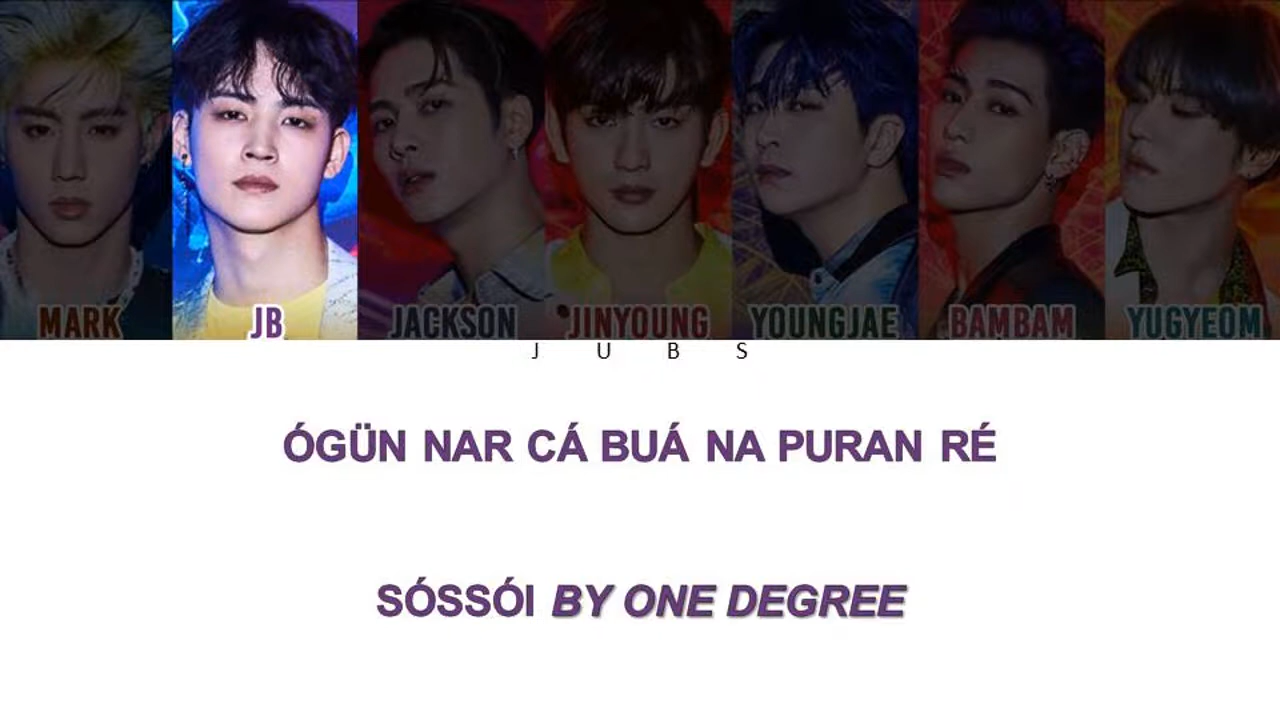 MARK JB JACKSON JINYOUNG YOUNGJAE BAMBAM YUGYEOM
J U B S
ÓGÜN NAR CÁ BUÁ NA PURAN RÉ
SÓSSÓI BY ONE DEGREE